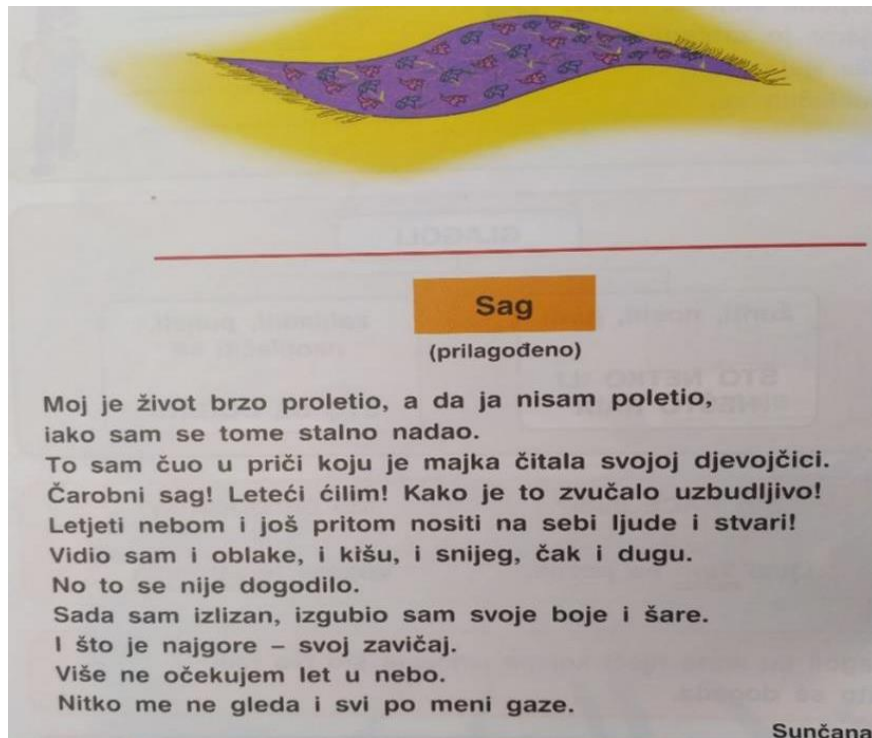 Sag
(prilagođeno)
Moj je život brzo proletio, a da ja nisam poletio,
iako sam se tome stalno nadao.
To sam čuo u priči koju je majka čitala svojoj djevojčici.
Čarobni sag! Leteći ćilim! Kako je to zvučalo uzbudljivo!
Letjeti nebom i još pritom nositi na sebi ljude i stvari!
Vidio sam i oblake, i kišu, i snijeg, čak i dugu.
No to se nije dogodilo.
Sada sam izlizan, izgubio sam svoje boje i šare.
I što je najgore – svoj zavičaj.
Više ne očekujem let u nebo.
Nitko me ne gleda i svi po meni gaze.
Sunčana